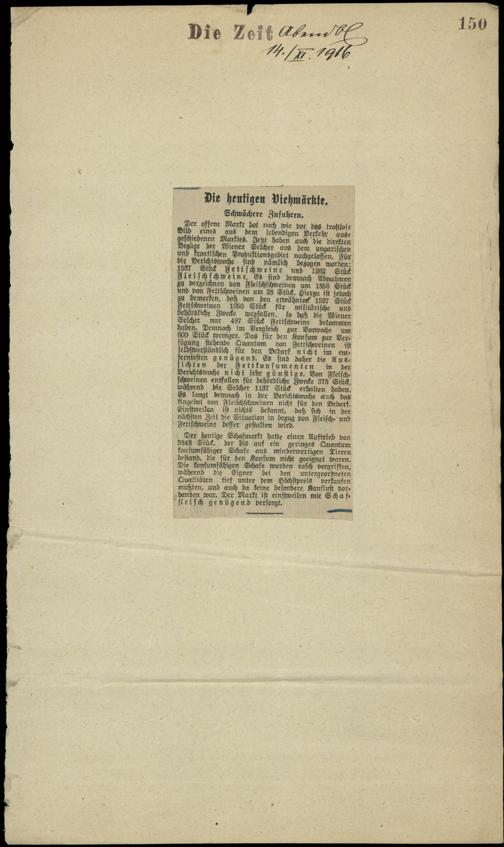 150
Die Zeit Abendbl
14./XI. 1916
Die heutigen Viehmärkte.
Schwächere Zufuhren.
Der offene Markt bot nach wie vor das trostlose
Bild eines aus dem lebendigen Verkehr aus-
geschiedenen Marktes. Jetzt haben auch die direkten
Bezüge der Wiener Selcher aus dem ungarischen
und kroatischen Produktionsgebiet nachgelassen. Für
die Berichtswoche sind nämlich bezogen worden:
1537 Stück Fettschweine und 1562 Stück
Fleischschweine. Es sind demnach Abnahmen
zu verzeichnen von Fleischschweinen um 1856 Stück
und von Fettschweinen um 28 Stück. Hiezu ist jedoch
zu bemerken, daß von den erwähnten 1537 Stück
Fettschweinen 1050 Stück für militärische und
behördliche Zwecke wegfallen, so daß die Wiener
Selcher nur 487 Stück Fettschweine bekommen
haben. Demnach im Vergleich zur Vorwoche um
600 Stück weniger. Das für den Konsum zur Ver-
fügung stehende Quantum von Fettschweinen ist
selbstverständlich für den Bedarf nicht im ent-
ferntesten genügend. Es sind daher die Aus-
sichten der Fettkonsumenten in der
Berichtswoche nicht sehr günstige. Von Fleisch-
schweinen entfallen für behördliche Zwecke 375 Stück,
während die Selcher 1187 Stück erhalten haben.
Es langt demnach in der Berichtswoche auch das
Angebot von Fleischschweinen nicht für den Bedarf.
Einstweilen ist nichts bekannt, daß sich in der
nächsten Zeit die Situation in bezug von Fleisch- und
Fettschweine besser gestalten wird.
Der heutige Schafmarkt hatte einen Auftrieb von
3843 Stück, der bis auf ein geringes Quantum
konsumfähiger Schafe aus minderwertigen Tieren
bestand, die für den Konsum nicht geeignet waren.
Die konsumfähigen Schafe wurden rasch vergriffen,
während die Eigner bei den untergeordneten
Qualitäten tief unter dem Höchstpreis verkaufen
mußten, und auch da keine besondere Kauflust vor-
handen war. Der Markt ist einstweilen mit Schaf-
fleisch genügend versorgt.